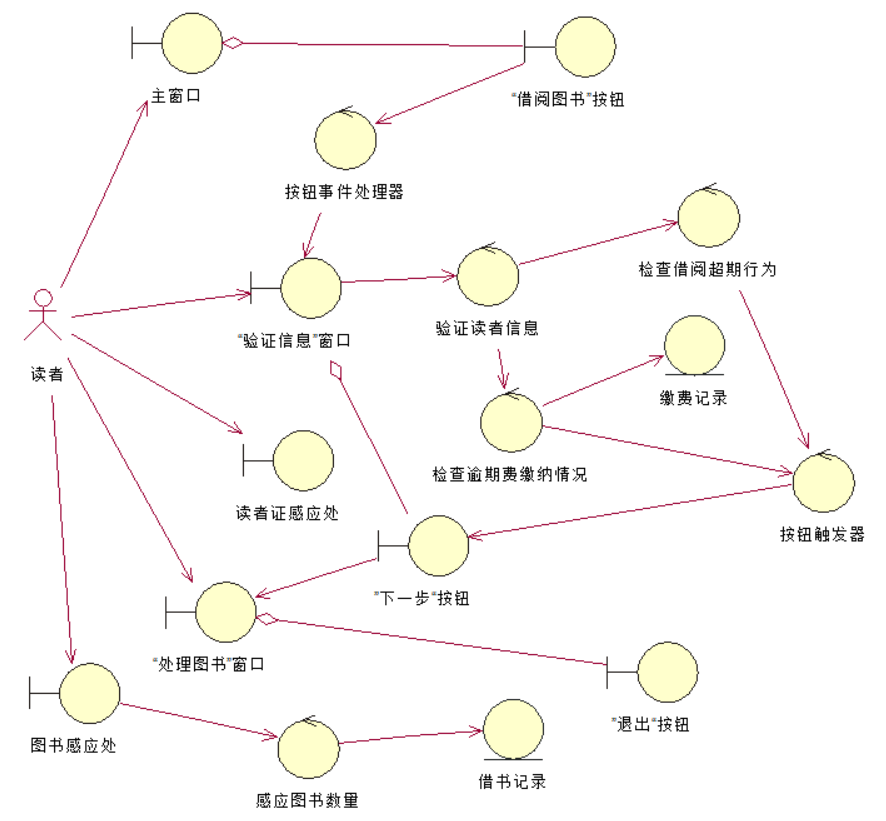 主窗口
“借阅图书”按钮
按钮事件处理器
检查借阅超期行为
“验证信息”窗口
验证读者信息
读者
缴费记录
检查逾期费缴纳情况
读者证感应处
按钮触发器
“下一步“按钮
“处理图书”窗口
”退出“按钮
图书感应处
借书记录
感应图书数量